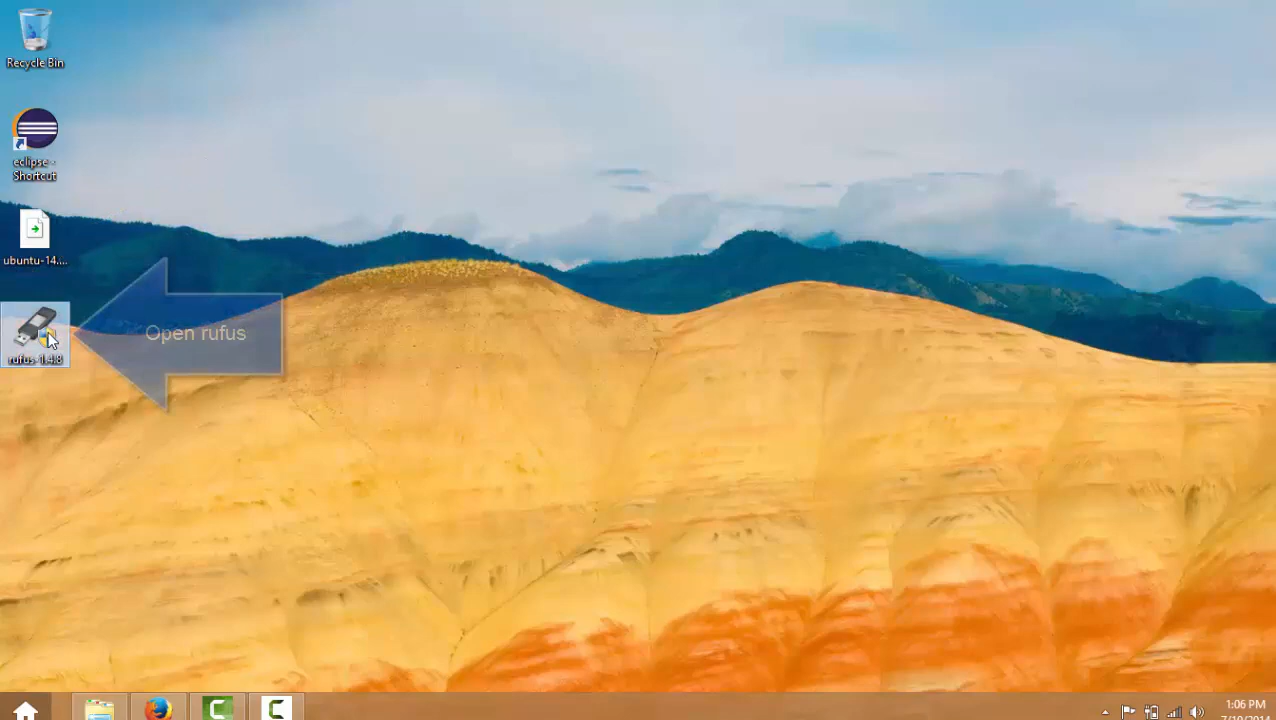 Recycle Bin
eclipse -
Shortcut
ubuntu-14....
Open rufus
rufus-1.4.8
1:06 PM